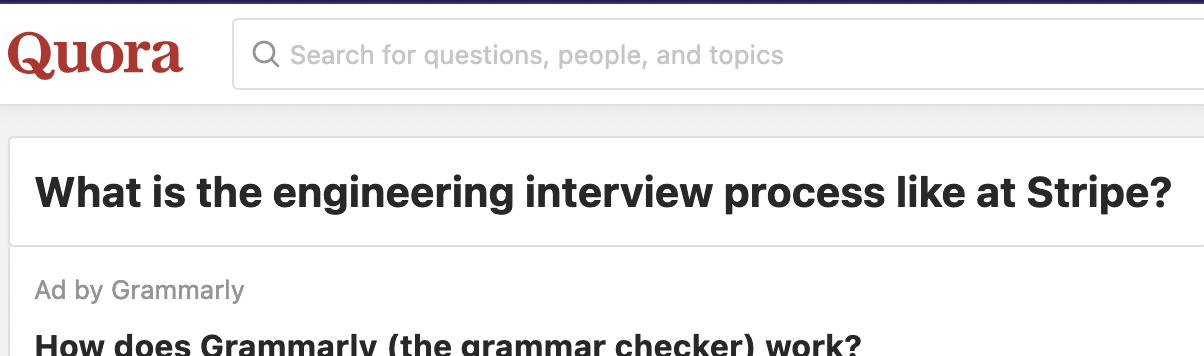 Quora
Search for questions, people, and topics
What is the engineering interview process like at Stripe?
Ad by Grammarly
How does Grammarly (the grammar checker) work?